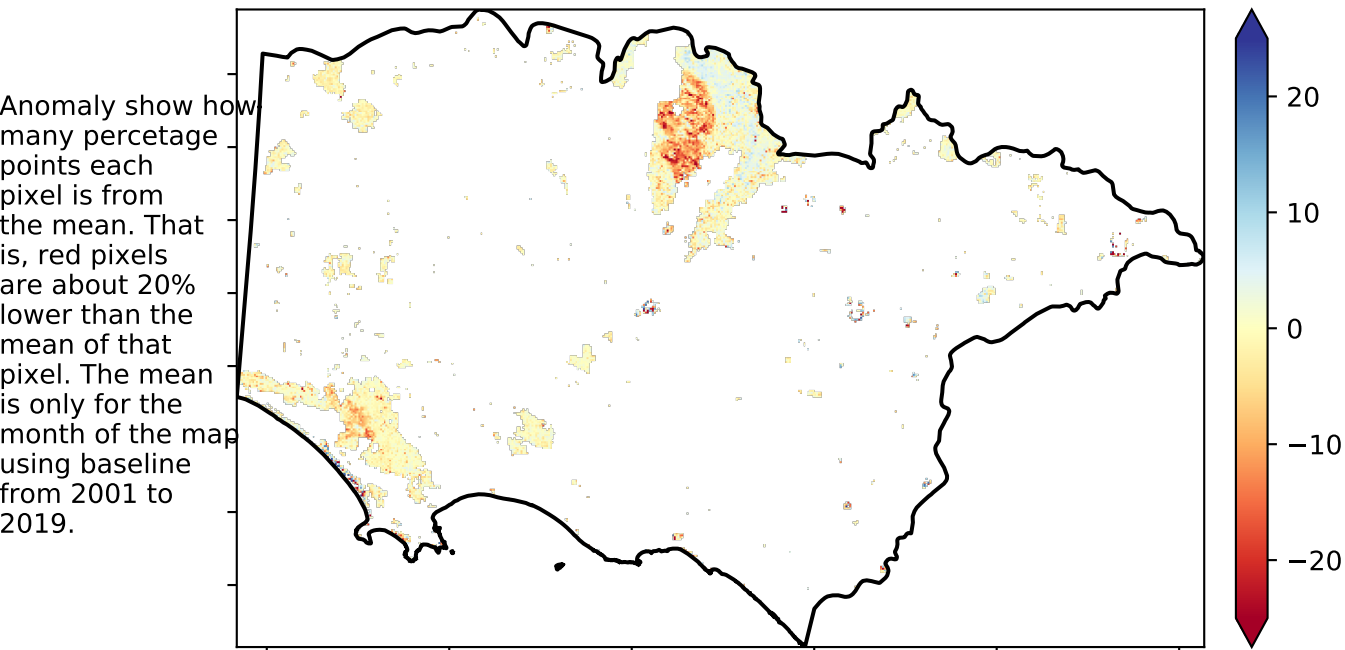 Anomaly show how
many percetage
points each
pixel is from
the mean. That
is, red pixels
are about 20%
lower than the
mean of that
pixel. The mean
is only for the
month of the map
using baseline
from 2001 to
2019.
20
10
0
−10
−20